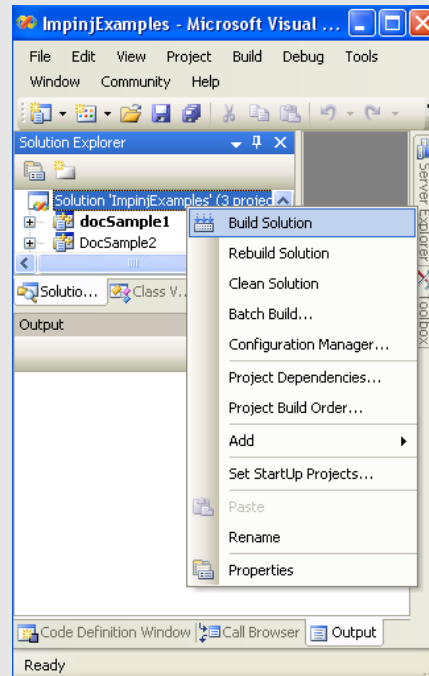 ImpinjExamples - Microsoft Visual ...
File Edit View Project Build Debug Tools
Window Community Help
Solution Explorer
Solution 'ImpinjExamples' (3 projec
docSample1
DocSample2
Build Solution
Rebuild Solution
Clean Solution
Batch Build...
Configuration Manager...
Project Dependencies...
Project Build Order...
Add
Set StartUp Projects...
Paste
Rename
Properties
Solutio... Class V...
Output
Server Explorer
Toolbox
Code Definition Window Call Browser Output
Ready